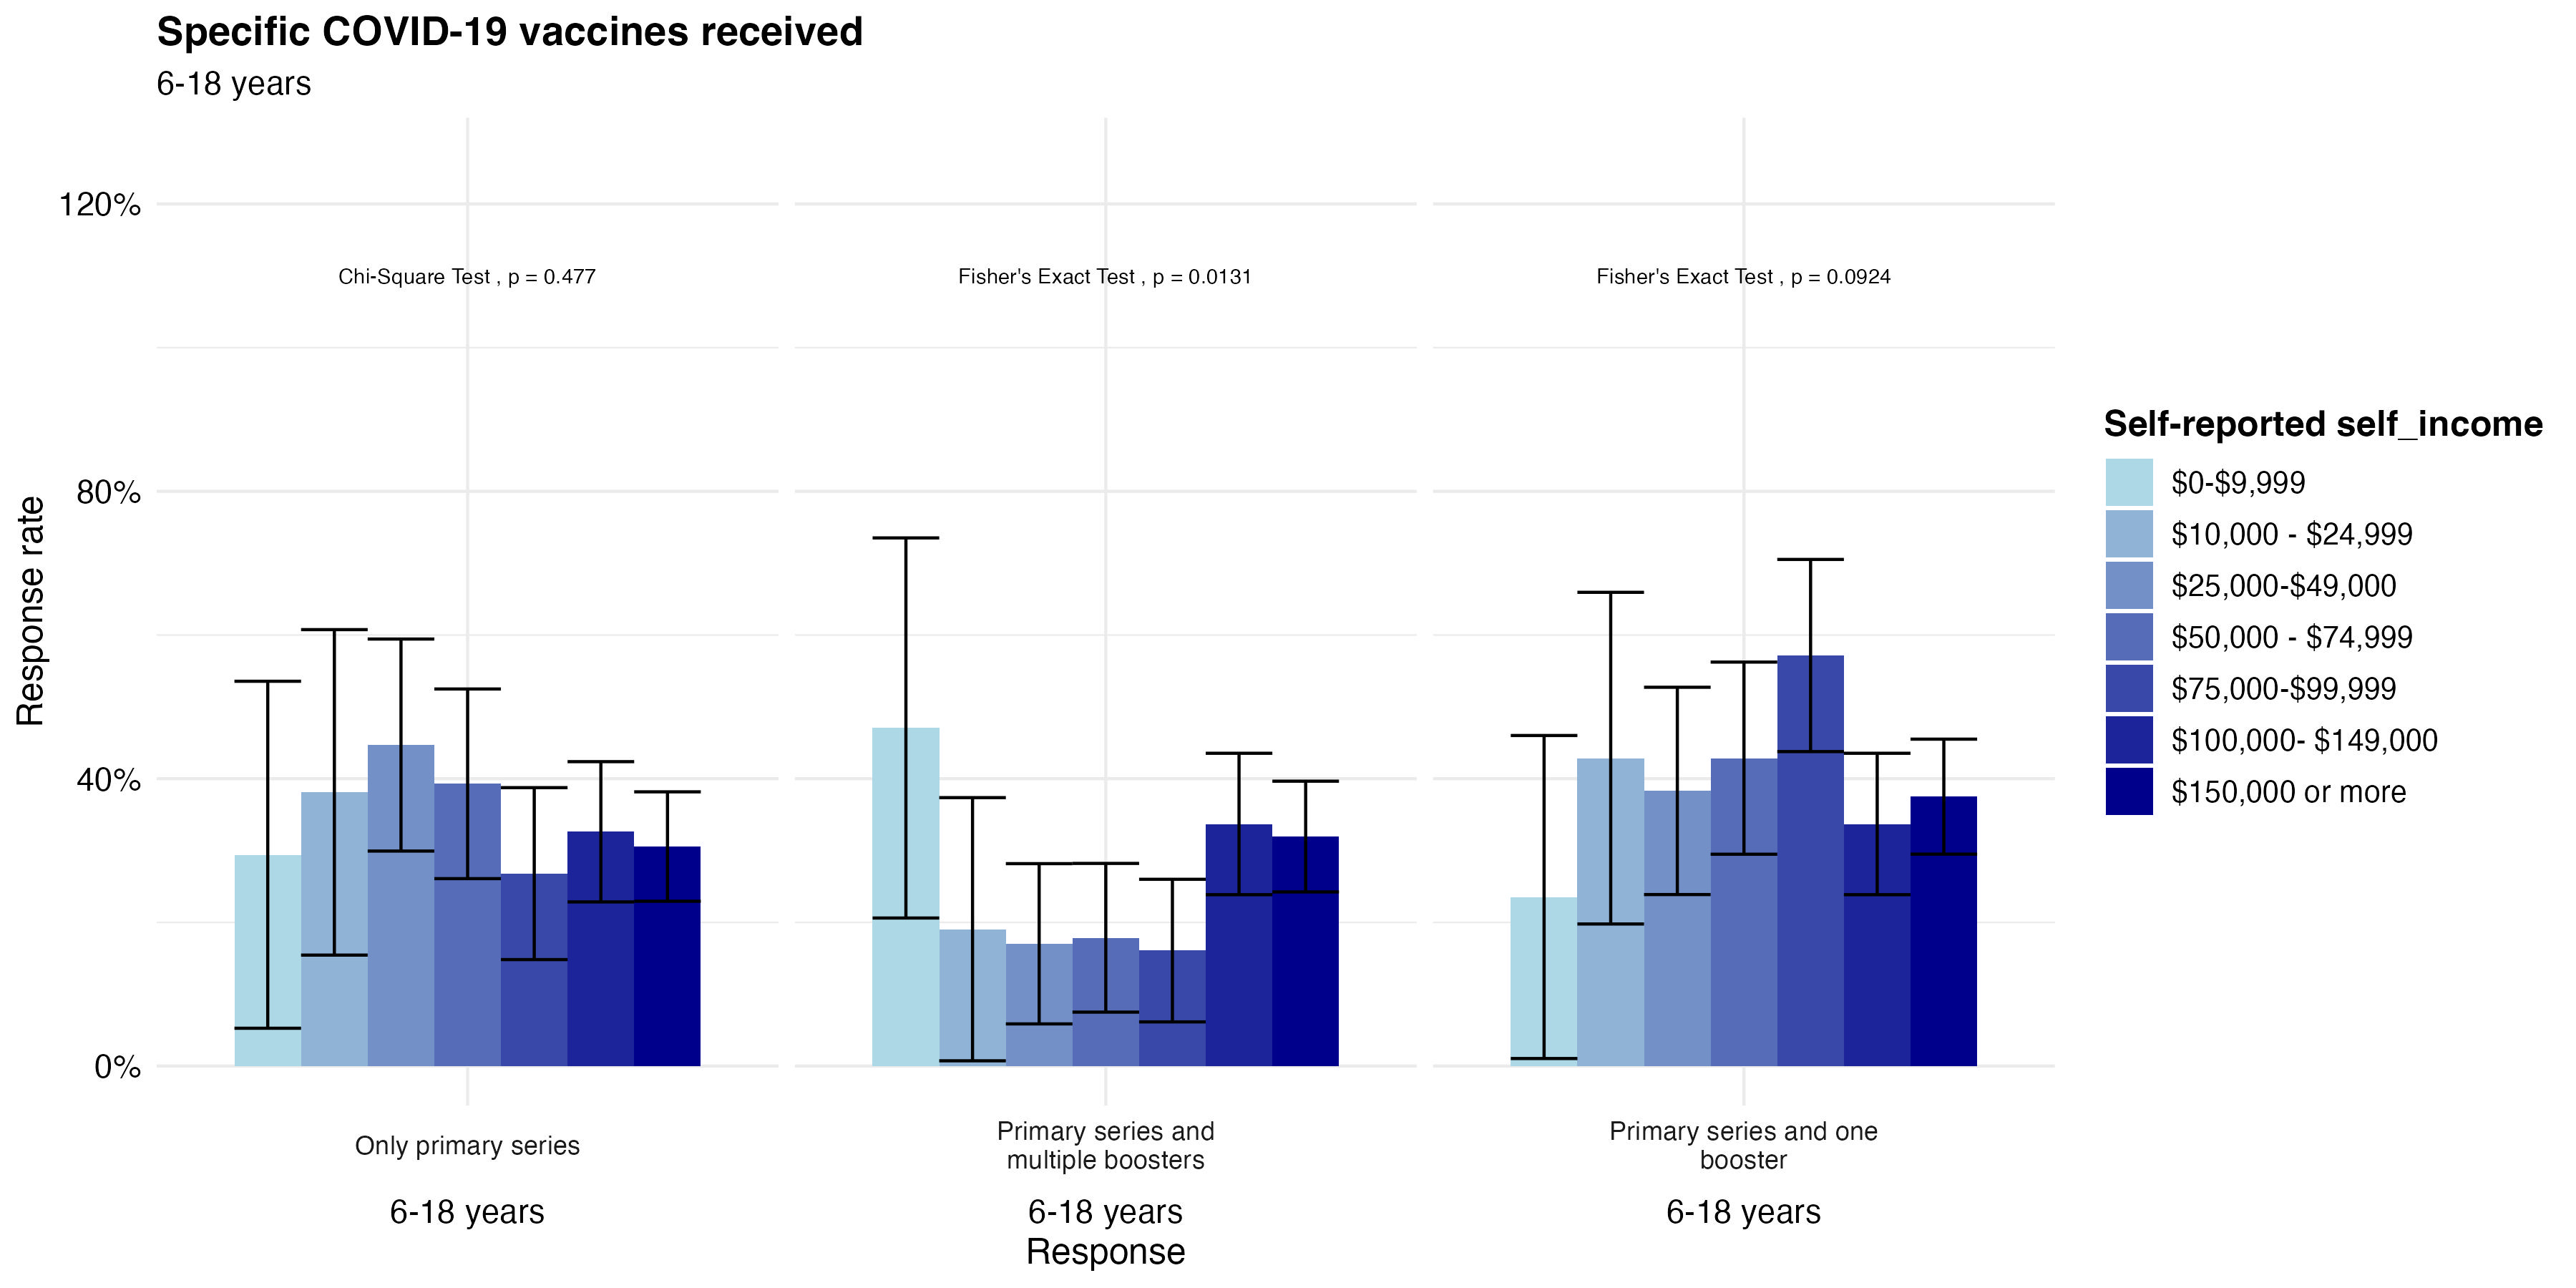 Specific COVID-19 vaccines received
6-18 years
120%
80%
40%
0%
Response rate
Chi-Square Test , p = 0.477
Fisher's Exact Test , p = 0.0131
Fisher's Exact Test , p = 0.0924
Only primary series
Primary series and
multiple boosters
Primary series and one
booster
6-18 years
6-18 years
6-18 years
Response
Self-reported self_income
$0-$9,999
$10,000 - $24,999
$25,000-$49,000
$50,000 - $74,999
$75,000-$99,999
$100,000- $149,000
$150,000 or more